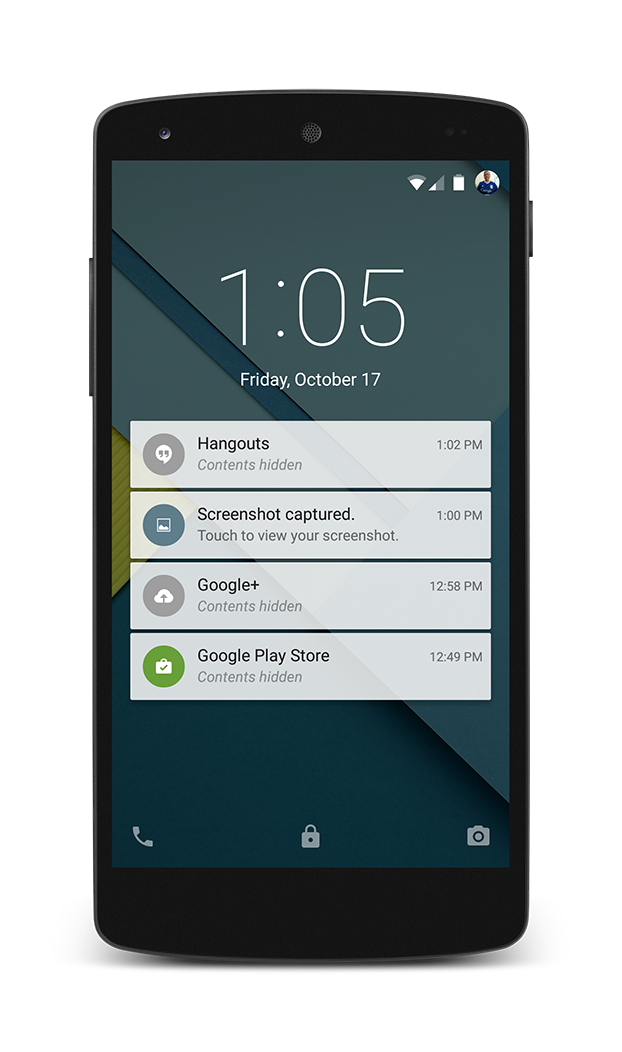 1:05
Friday, October 17
Hangouts 1:02 PM
Contents hidden
Screenshot captured. 1:00 PM
Touch to view your screenshot.
Google+ 12:58 PM
Contents hidden
Google Play Store 12:49 PM
Contents hidden